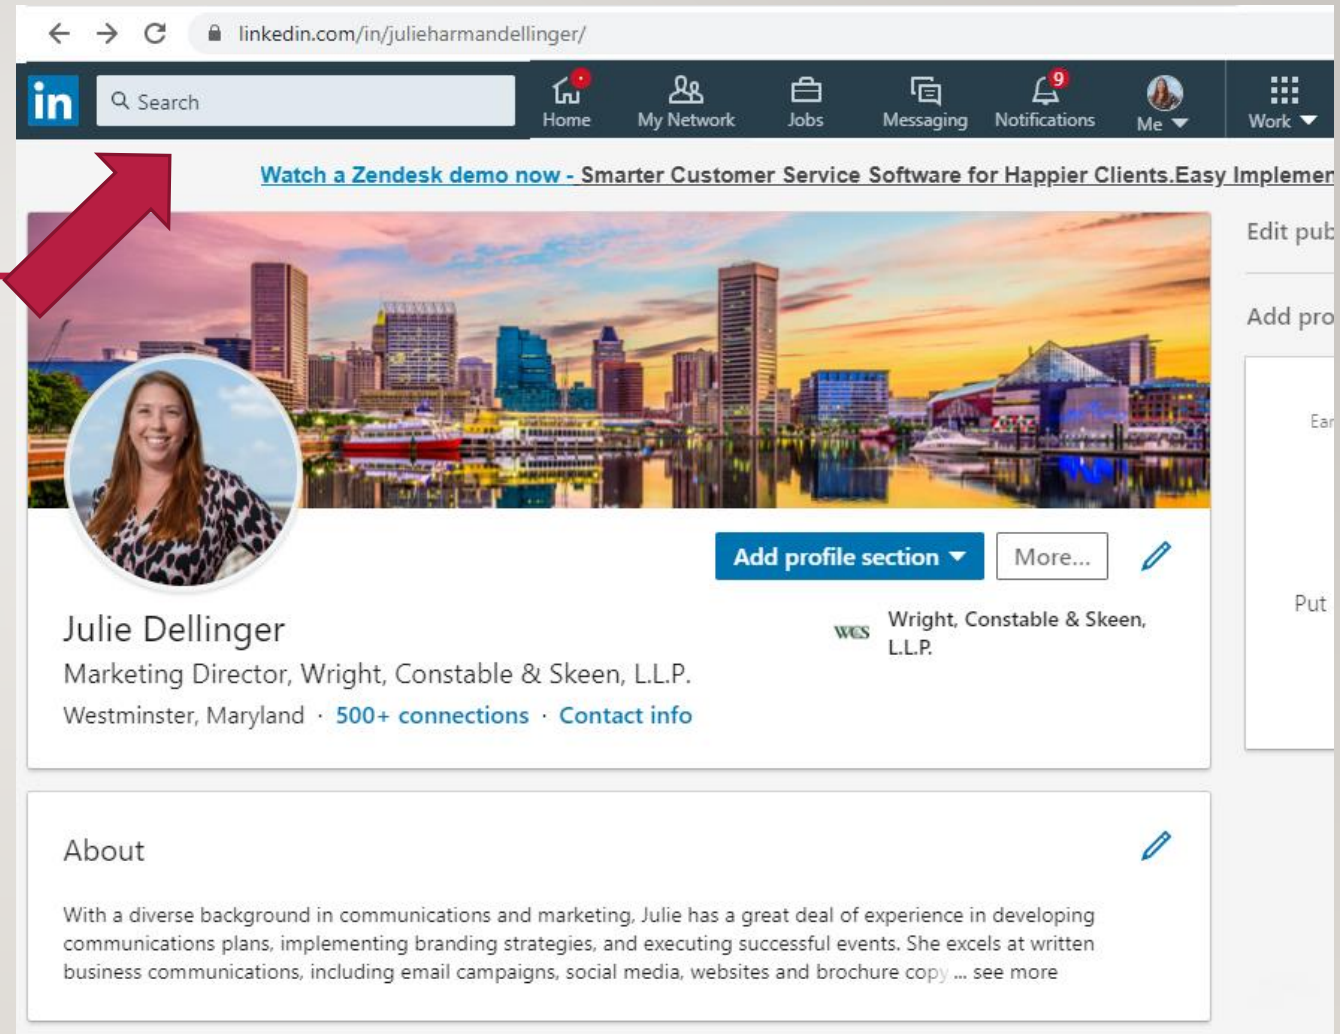 linkedin.com/in/julieharmandellinger/
in
Search
Home
My Network
Jobs
Messaging
9
Notifications
Me
Work
Watch a Zendesk demo now - Smarter Customer Service Software for Happier Clients.Easy Implemen
Edit pub
Add pro
Ear
Put
Add profile section
More...
Julie Dellinger
WCS
Wright, Constable & Skeen,
L.L.P.
Marketing Director, Wright, Constable & Skeen, L.L.P.
Westminster, Maryland · 500+ connections · Contact info
About
With a diverse background in communications and marketing, Julie has a great deal of experience in developing
communications plans, implementing branding strategies, and executing successful events. She excels at written
business communications, including email campaigns, social media, websites and brochure copy ... see more